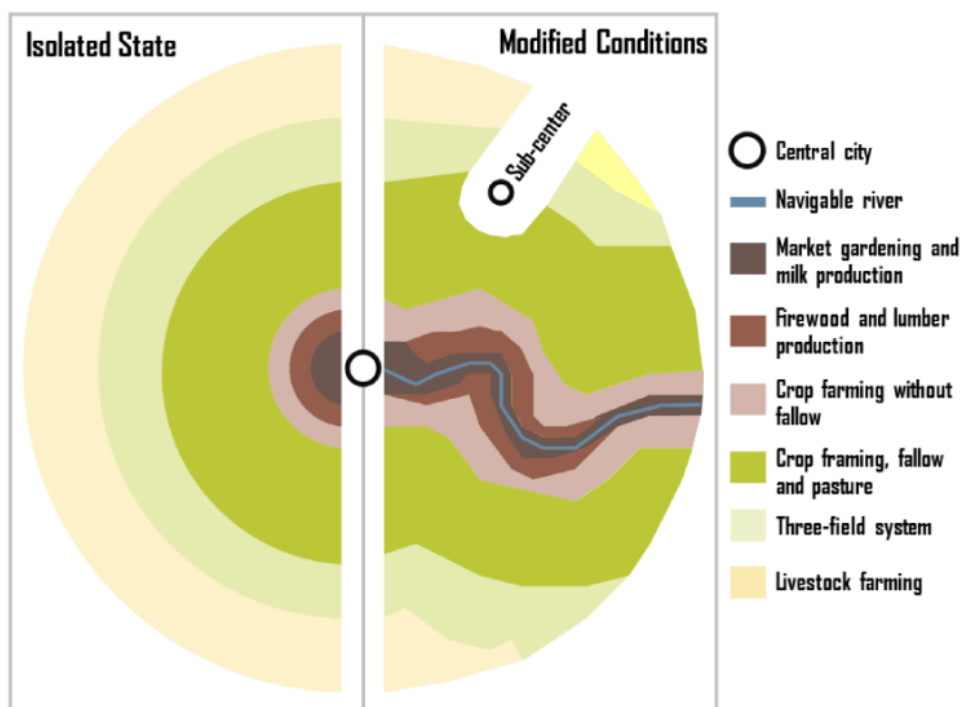 Isolated State
Modified Conditions
Sub-center
Central city
Navigable river
Market gardening and
milk production
Firewood and lumber
production
Crop farming without
fallow
Crop framing, fallow
and pasture
Three-field system
Livestock farming